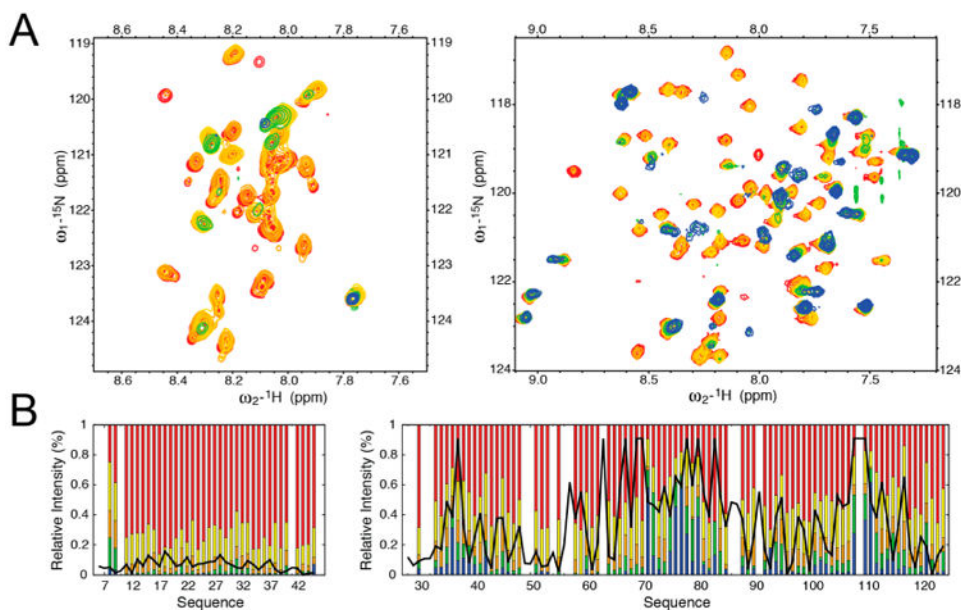 A
8.6 8.4 8.2 8.0 7.8 7.6
119 119
120 120
121 121
122 122
123 123
124 124
ω1-15N (ppm)
8.6 8.4 8.2 8.0 7.8 7.6
ω2-1H (ppm)
9.0 8.5 8.0 7.5
118 118
120 120
122 122
124 124
ω1-15N (ppm)
9.0 8.5 8.0 7.5
ω2-1H (ppm)
B
Relative Intensity (%)
1
0.8
0.6
0.4
0.2
0
7 12 17 22 27 32 37 42
Sequence
Relative Intensity (%)
1
0.8
0.6
0.4
0.2
0
30 40 50 60 70 80 90 100 110 120
Sequence